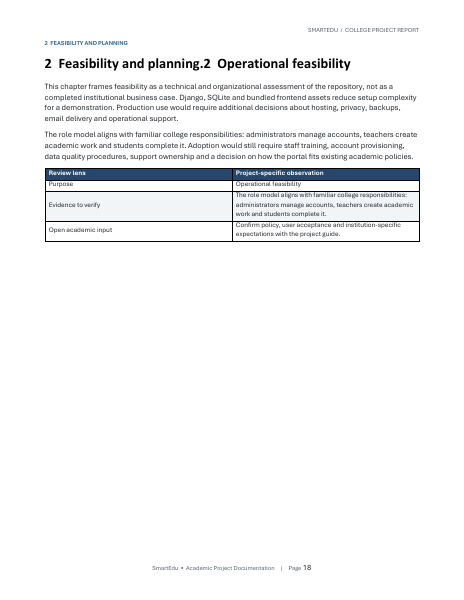 SMARTEDU / COLLEGE PROJECT REPORT
2 FEASIBILITY AND PLANNING
2 Feasibility and planning.2 Operational feasibility
This chapter frames feasibility as a technical and organizational assessment of the repository, not as a
completed institutional business case. Django, SQLite and bundled frontend assets reduce setup complexity
for a demonstration. Production use would require additional decisions about hosting, privacy, backups,
email delivery and operational support.
The role model aligns with familiar college responsibilities: administrators manage accounts, teachers create
academic work and students complete it. Adoption would still require staff training, account provisioning,
data quality procedures, support ownership and a decision on how the portal fits existing academic policies.
Review lens Project-specific observation
Purpose Operational feasibility
Evidence to verify The role model aligns with familiar college responsibilities:
administrators manage accounts, teachers create academic
work and students complete it.
Open academic input Confirm policy, user acceptance and institution-specific
expectations with the project guide.
SmartEdu • Academic Project Documentation | Page 18